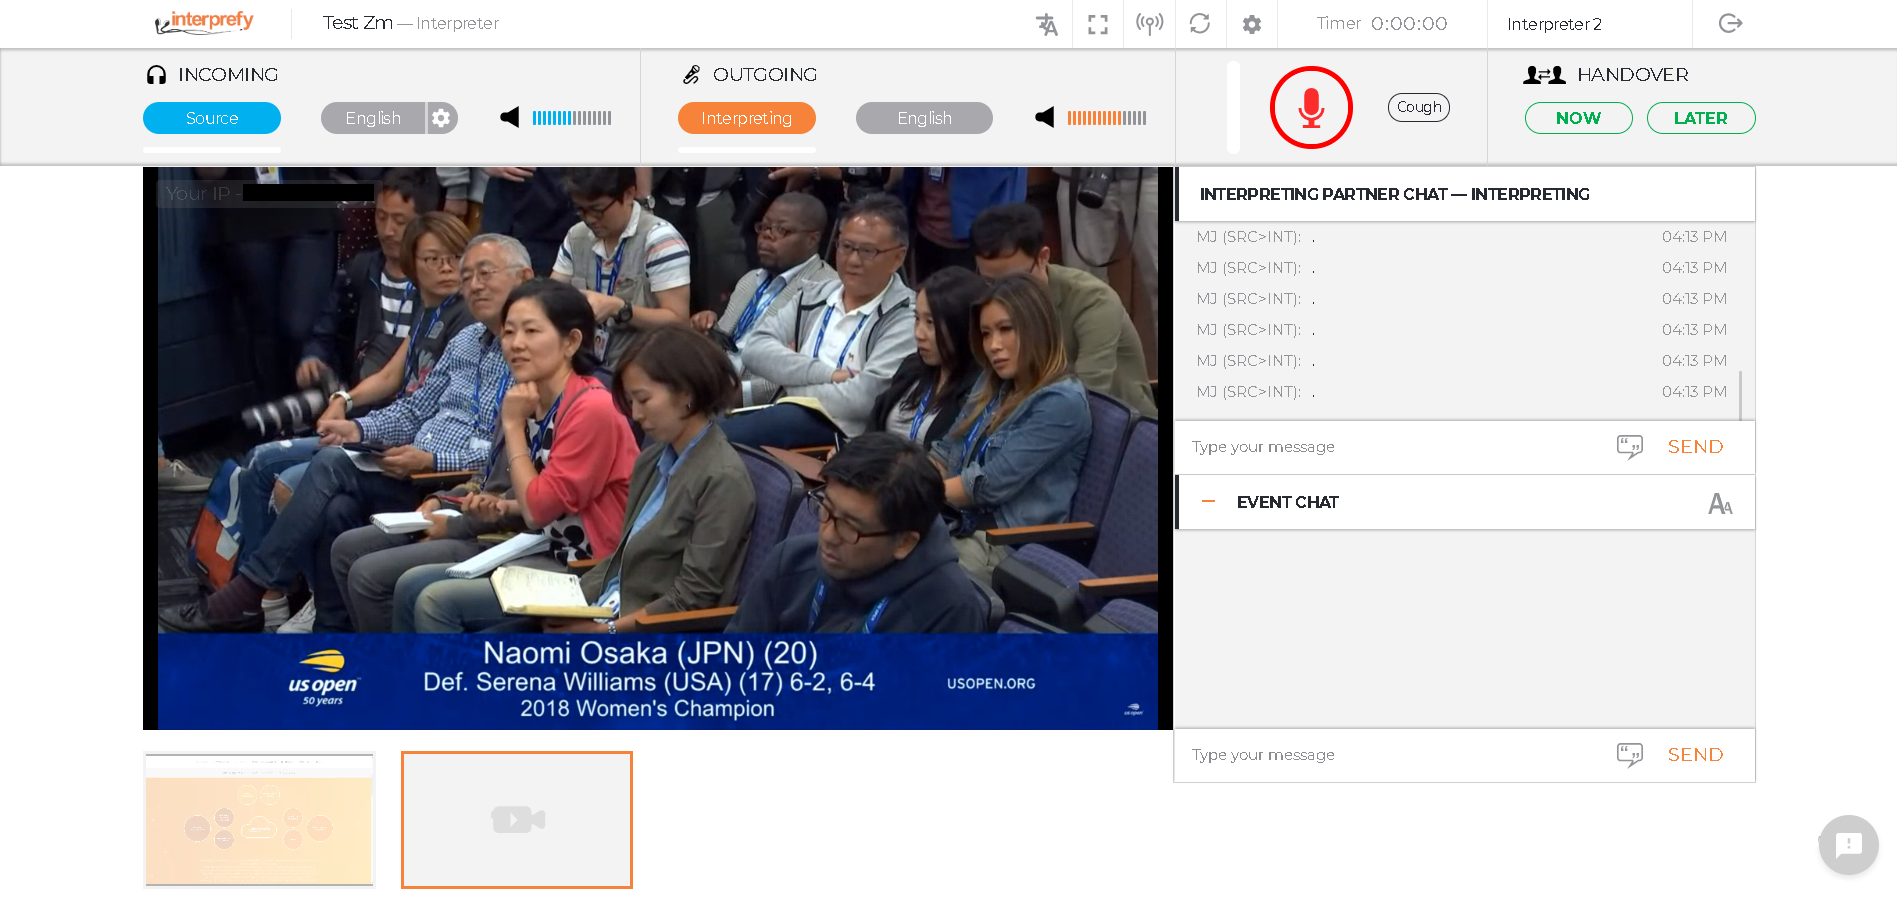 interprefy
Test Zm — Interpreter
Timer 0:00:00
Interpreter 2
INCOMING
Source
English
OUTGOING
Interpreting
English
Cough
HANDOVER
NOW
LATER
Your IP -
Naomi Osaka (JPN) (20)
Def. Serena Williams (USA) (17) 6-2, 6-4
2018 Women's Champion
us open
50 years
USOPEN.ORG
us open
INTERPRETING PARTNER CHAT — INTERPRETING
MJ (SRC>INT): . 04:13 PM
MJ (SRC>INT): . 04:13 PM
MJ (SRC>INT): . 04:13 PM
MJ (SRC>INT): . 04:13 PM
MJ (SRC>INT): . 04:13 PM
MJ (SRC>INT): . 04:13 PM
Type your message
SEND
EVENT CHAT
AA
Type your message
SEND